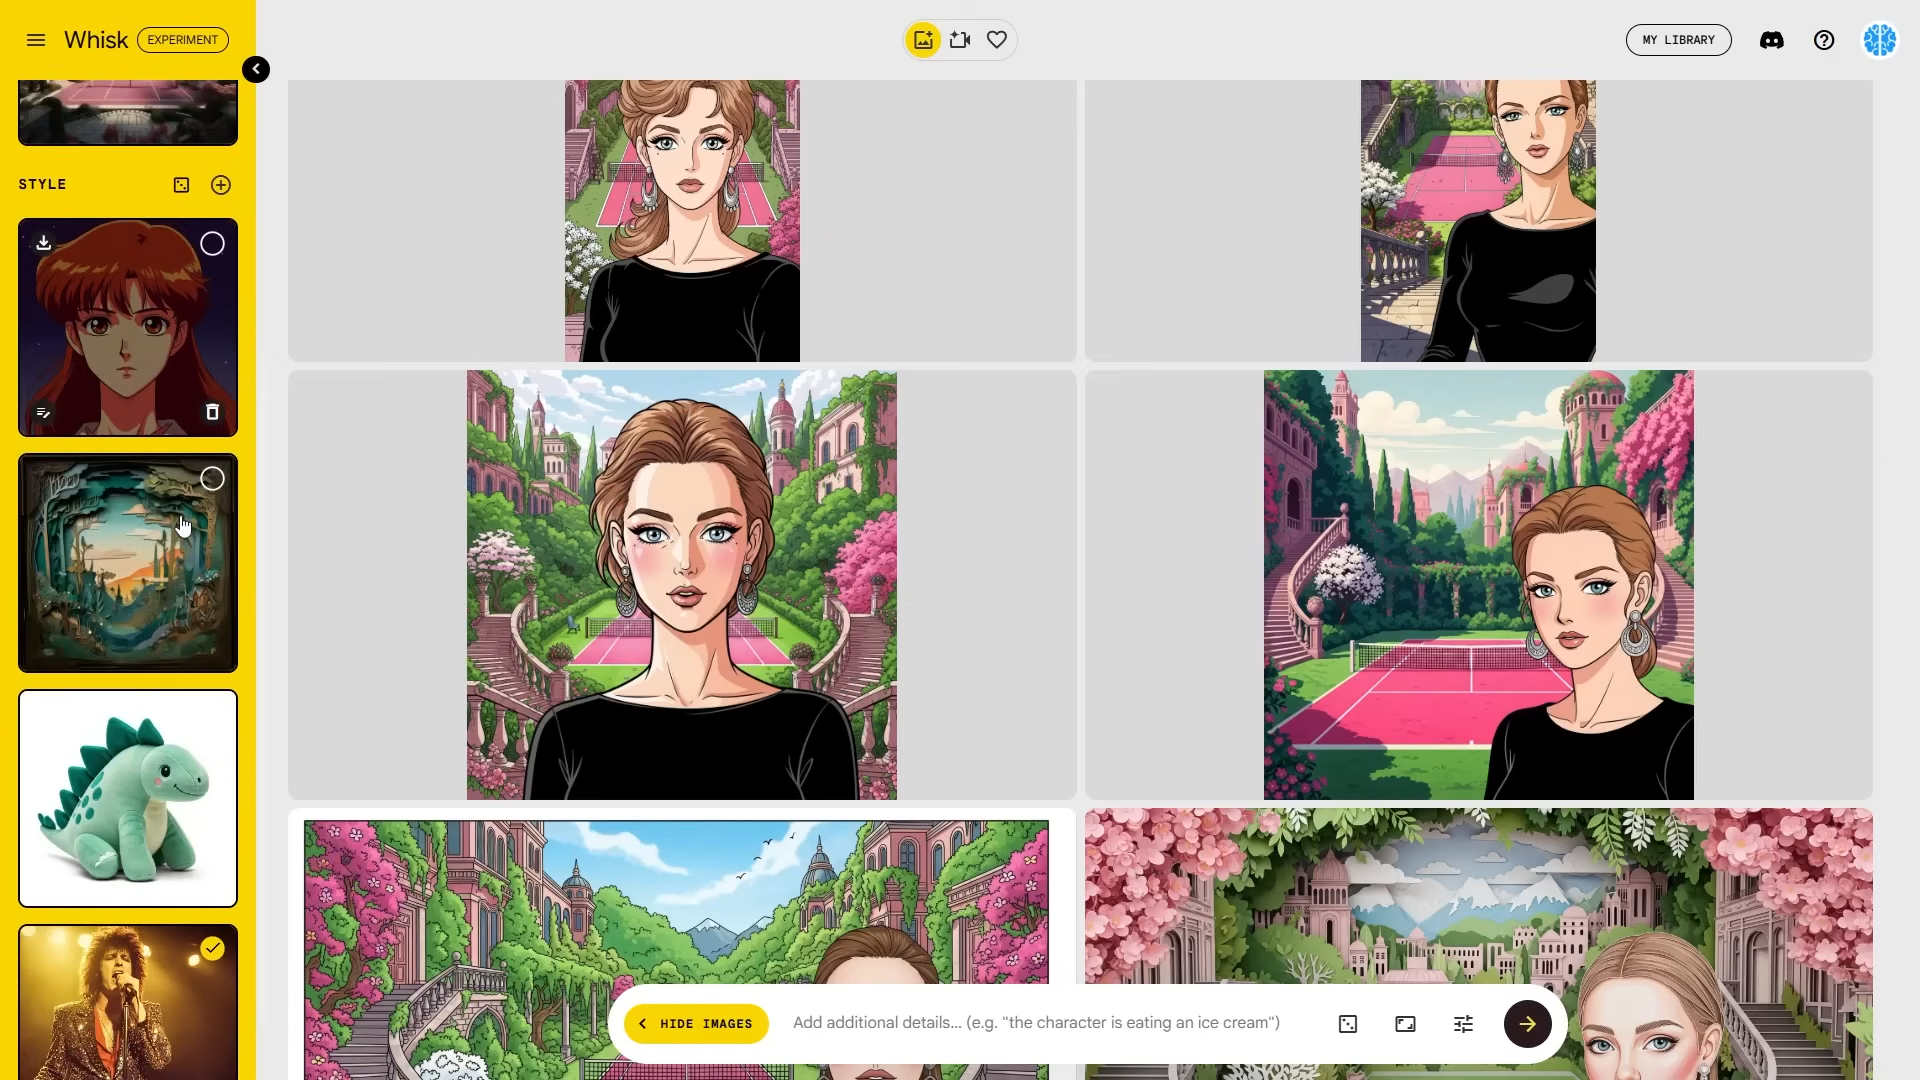 Whisk
EXPERIMENT
MY LIBRARY
STYLE
HIDE IMAGES
Add additional details... (e.g. "the character is eating an ice cream")